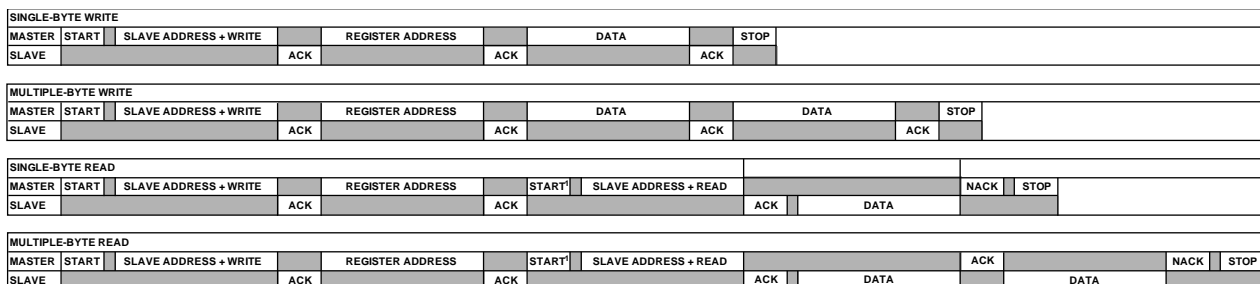 SINGLE-BYTE WRITE
MASTER START SLAVE ADDRESS + WRITE REGISTER ADDRESS DATA STOP
SLAVE ACK ACK ACK
MULTIPLE-BYTE WRITE
MASTER START SLAVE ADDRESS + WRITE REGISTER ADDRESS DATA DATA STOP
SLAVE ACK ACK ACK ACK
SINGLE-BYTE READ
MASTER START SLAVE ADDRESS + WRITE REGISTER ADDRESS START¹ SLAVE ADDRESS + READ NACK STOP
SLAVE ACK ACK ACK DATA
MULTIPLE-BYTE READ
MASTER START SLAVE ADDRESS + WRITE REGISTER ADDRESS START¹ SLAVE ADDRESS + READ ACK NACK STOP
SLAVE ACK ACK ACK DATA DATA